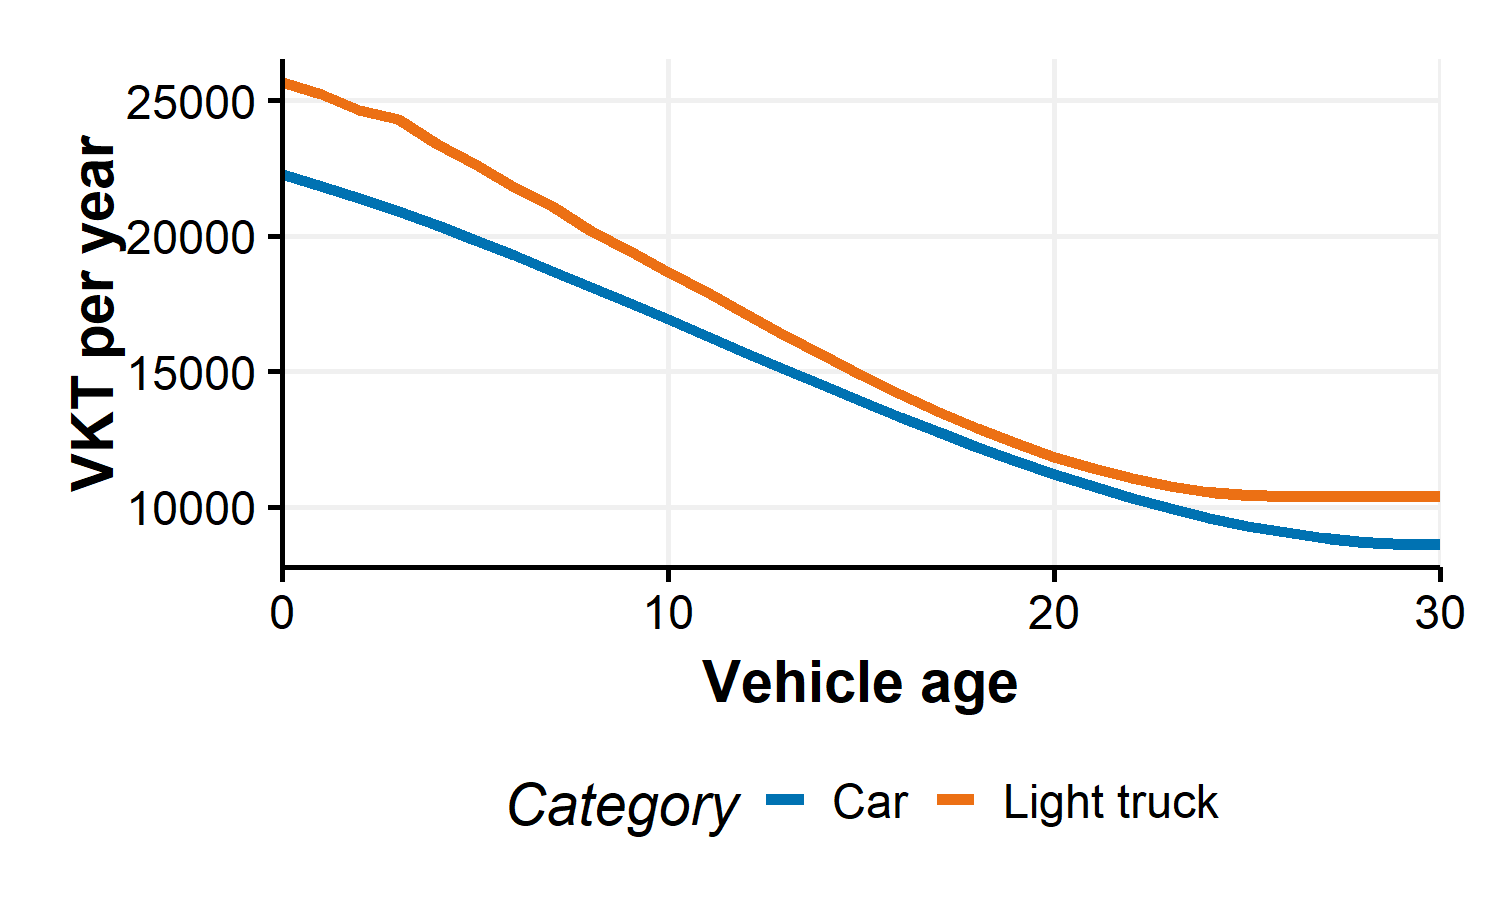 VKT per year
25000
20000
15000
10000
0 10 20 30
Vehicle age
Category Car Light truck